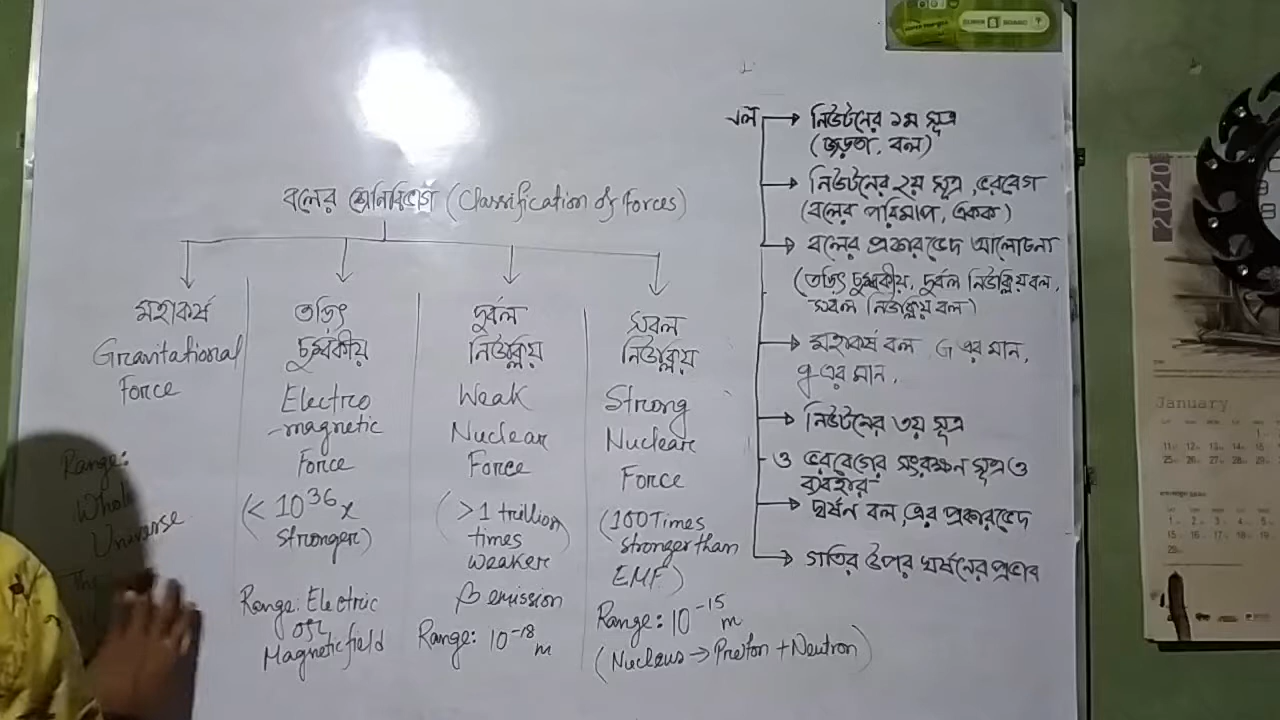 বলের শ্রেনিবিভাগ (Classification of Forces)
মহাকর্ষ
Gravitational
Force
Range:
Whole
Universe
তড়িৎ
চুম্বকীয়
Electro
-magnetic
Force
(< 10³⁶ x
Stronger)
Range: Electric
or
Magnetic field
দুর্বল
নিউক্লিয়
Weak
Nuclear
Force
(>1 trillion
times
weaker
β emission
Range: 10⁻¹⁸ m
সবল
নিউক্লিয়
Strong
Nuclear
Force
(100 Times
stronger than
EMF)
Range: 10⁻¹⁵ m
(Nucleus → Proton + Neutron)
বল → নিউটনের ১ম সূত্র
(জড়তা, বল)
→ নিউটনের ২য় সূত্র, ভরবেগ
(বলের পরিমাপ, একক)
→ বলের প্রকারভেদ আলোচনা
(তড়িৎ চুম্বকীয়, দুর্বল নিউক্লিয় বল,
সবল নিউক্লিয় বল)
→ মহাকর্ষ বল, G এর মান,
g এর মান,
→ নিউটনের ৩য় সূত্র
ও ভরবেগের সংরক্ষন সূত্র ও
ব্যবহার
→ ঘর্ষন বল, এর প্রকারভেদ
→ গতির উপর ঘর্ষনের প্রভাব
SUPER BOARD
2020
January